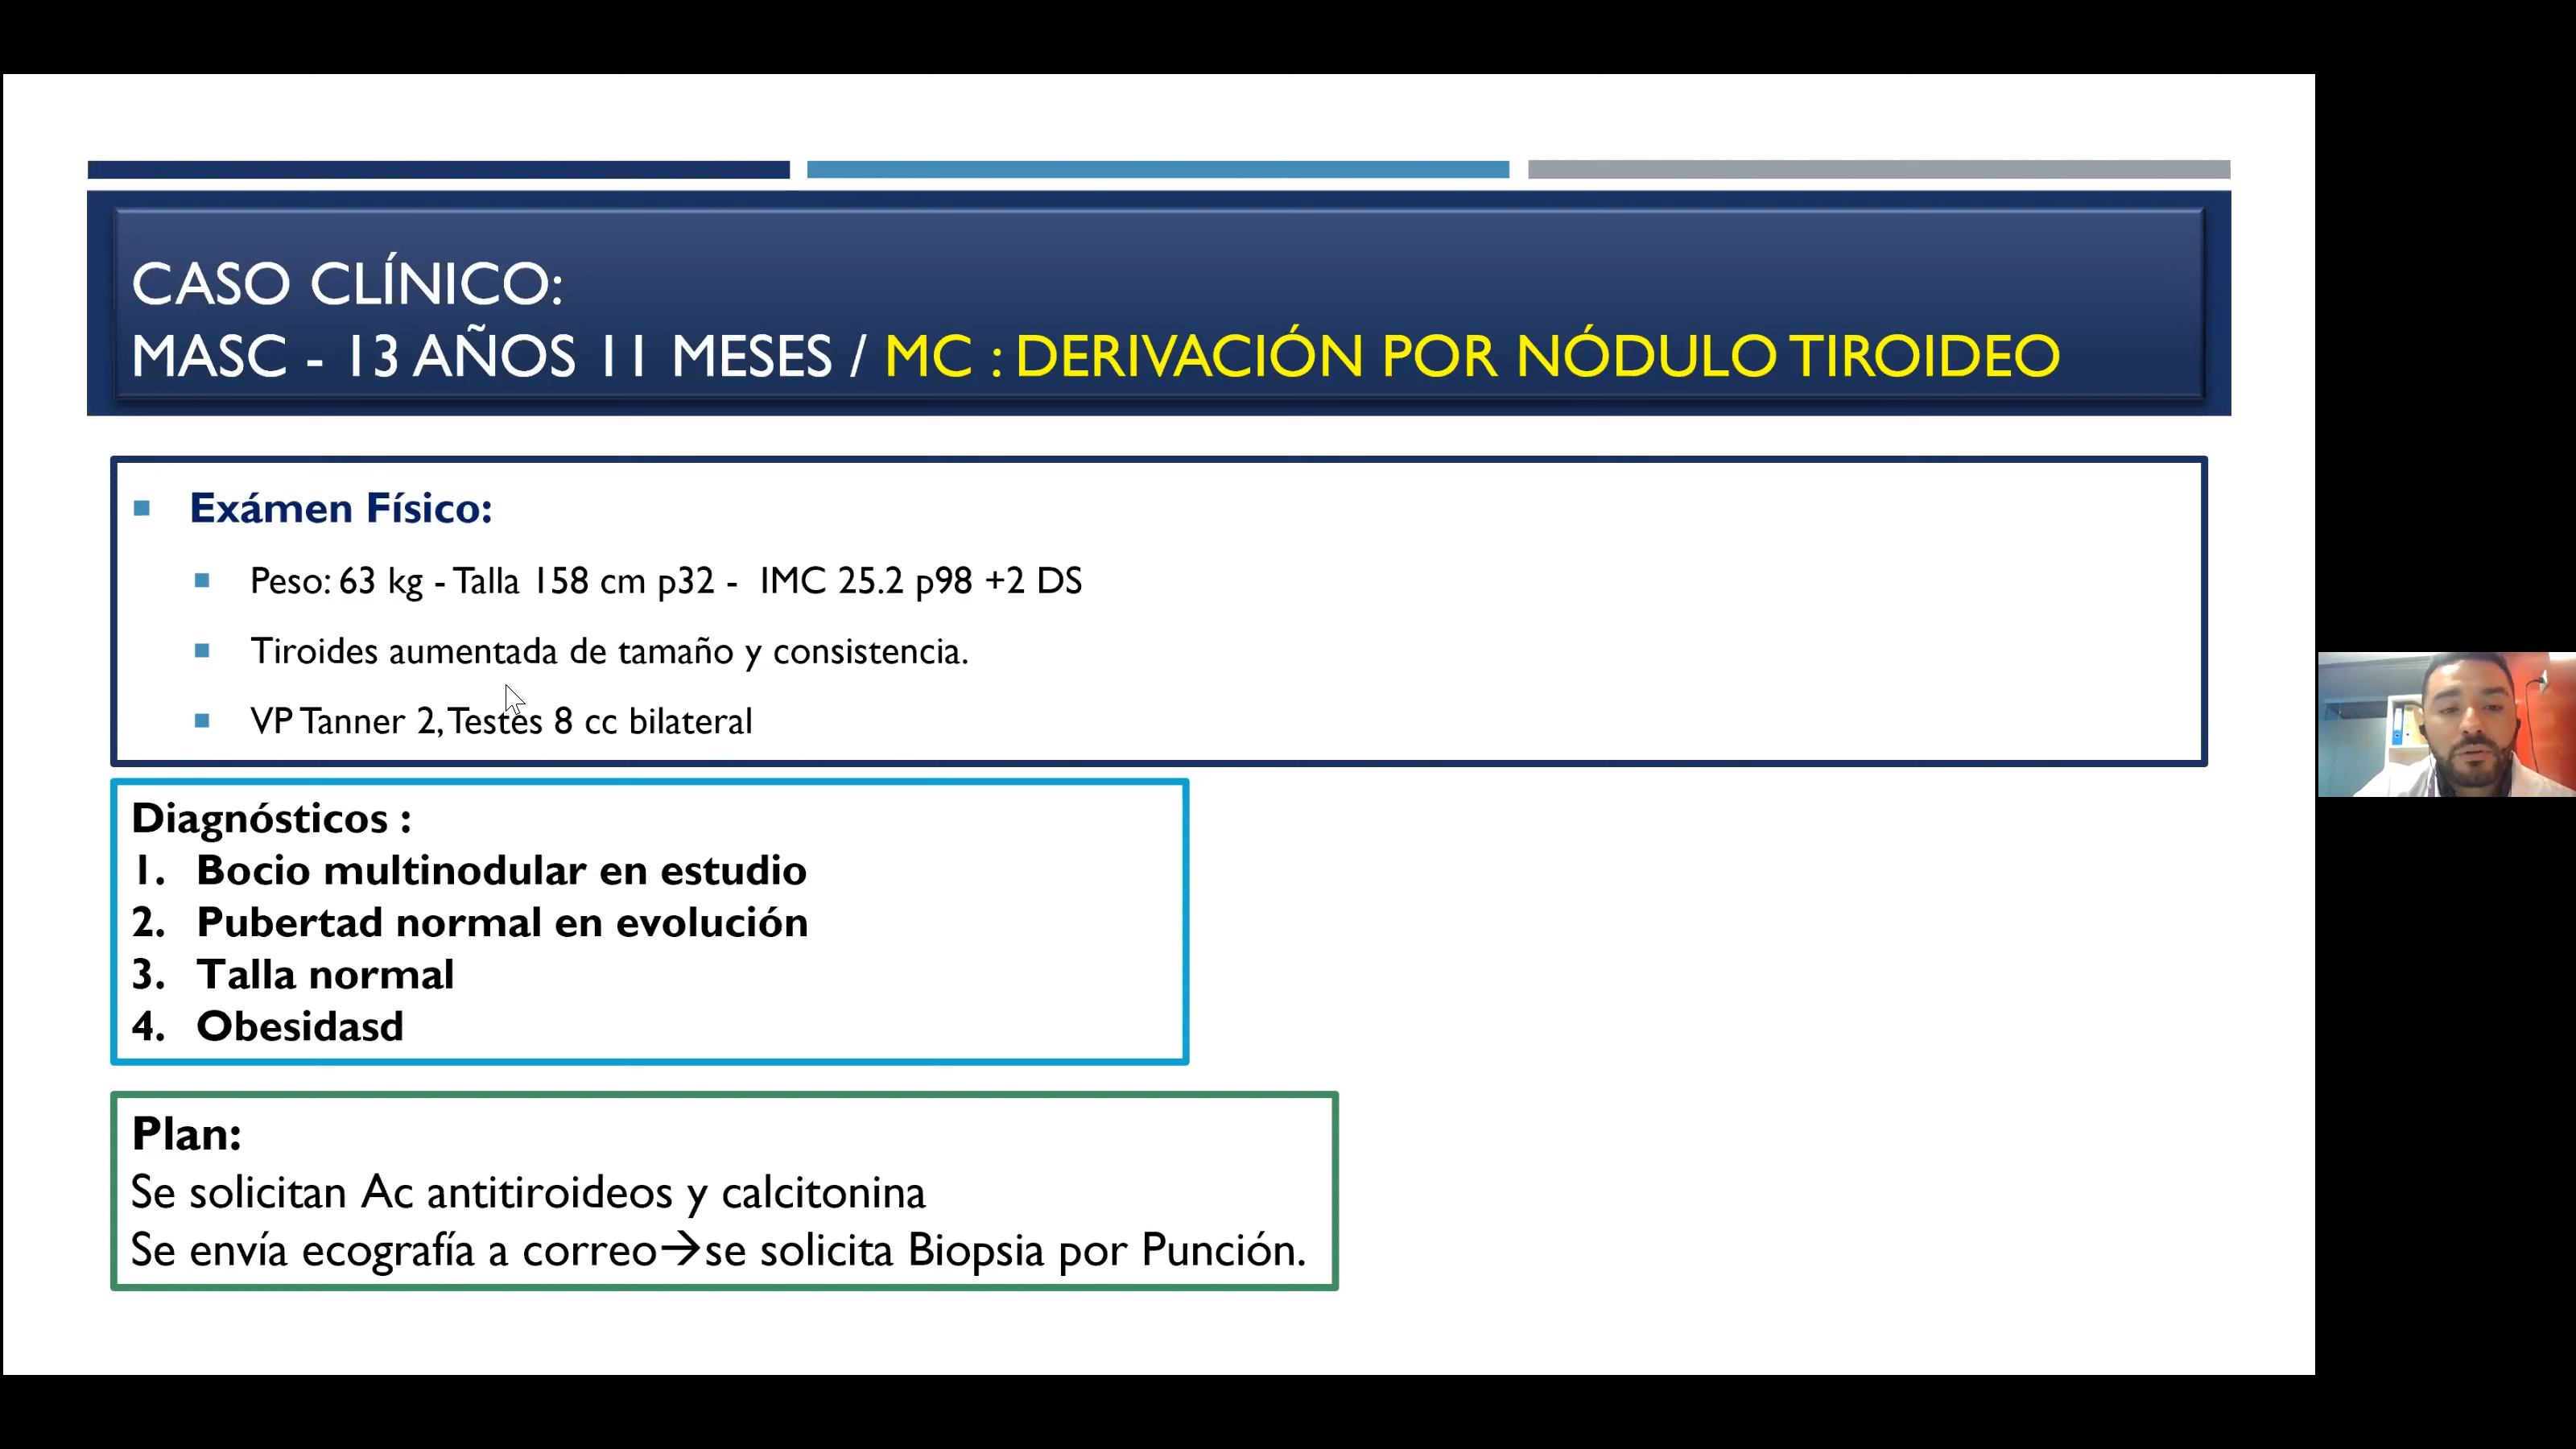 CASO CLÍNICO:
MASC - 13 AÑOS 11 MESES / MC : DERIVACIÓN POR NÓDULO TIROIDEO
Exámen Físico:
Peso: 63 kg - Talla 158 cm p32 - IMC 25.2 p98 +2 DS
Tiroides aumentada de tamaño y consistencia.
VP Tanner 2, Testes 8 cc bilateral
Diagnósticos :
1. Bocio multinodular en estudio
2. Pubertad normal en evolución
3. Talla normal
4. Obesidasd
Plan:
Se solicitan Ac antitiroideos y calcitonina
Se envía ecografía a correo→se solicita Biopsia por Punción.